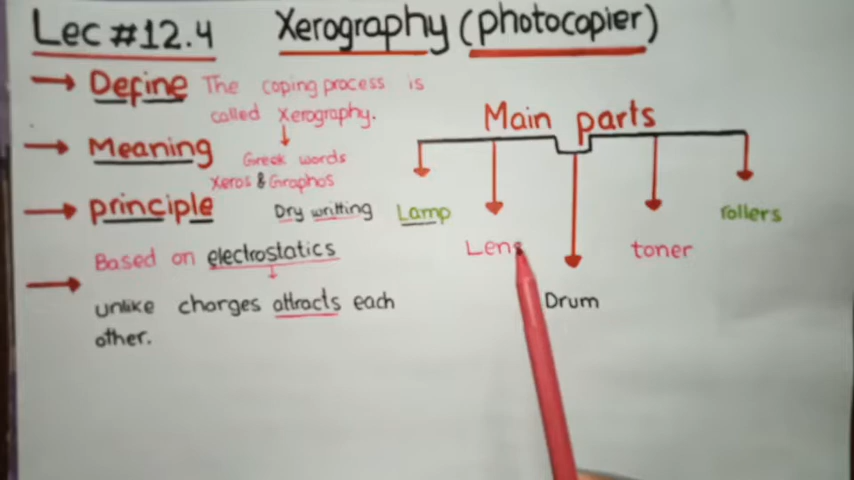 Lec #12.4 Xerography (photocopier)
Define The coping process is
called Xerography.
Meaning Greek words
Xeros & Graphos
principle Dry writting
Based on electrostatics
unlike charges attracts each
other.
Main parts
Lamp
Lens
Drum
toner
rollers